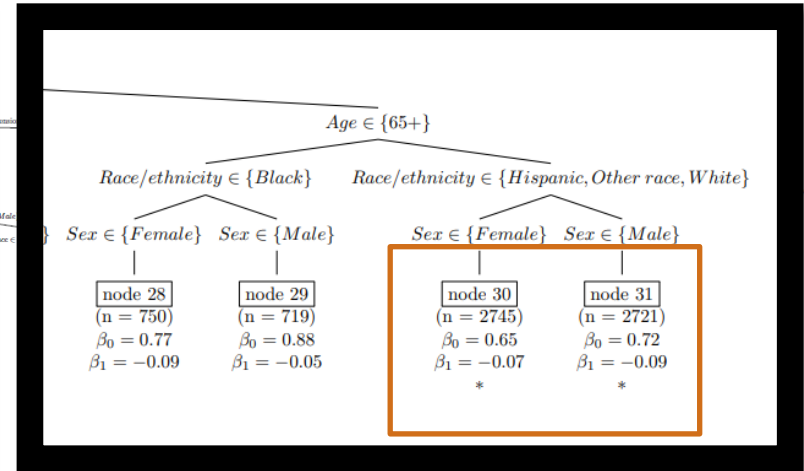 Age ∈ {65+}
Race/ethnicity ∈ {Black} Race/ethnicity ∈ {Hispanic, Other race, White}
} Sex ∈ {Female} Sex ∈ {Male} Sex ∈ {Female} Sex ∈ {Male}
node 28 node 29 node 30 node 31
(n = 750) (n = 719) (n = 2745) (n = 2721)
β₀ = 0.77 β₀ = 0.88 β₀ = 0.65 β₀ = 0.72
β₁ = −0.09 β₁ = −0.05 β₁ = −0.07 β₁ = −0.09
* *